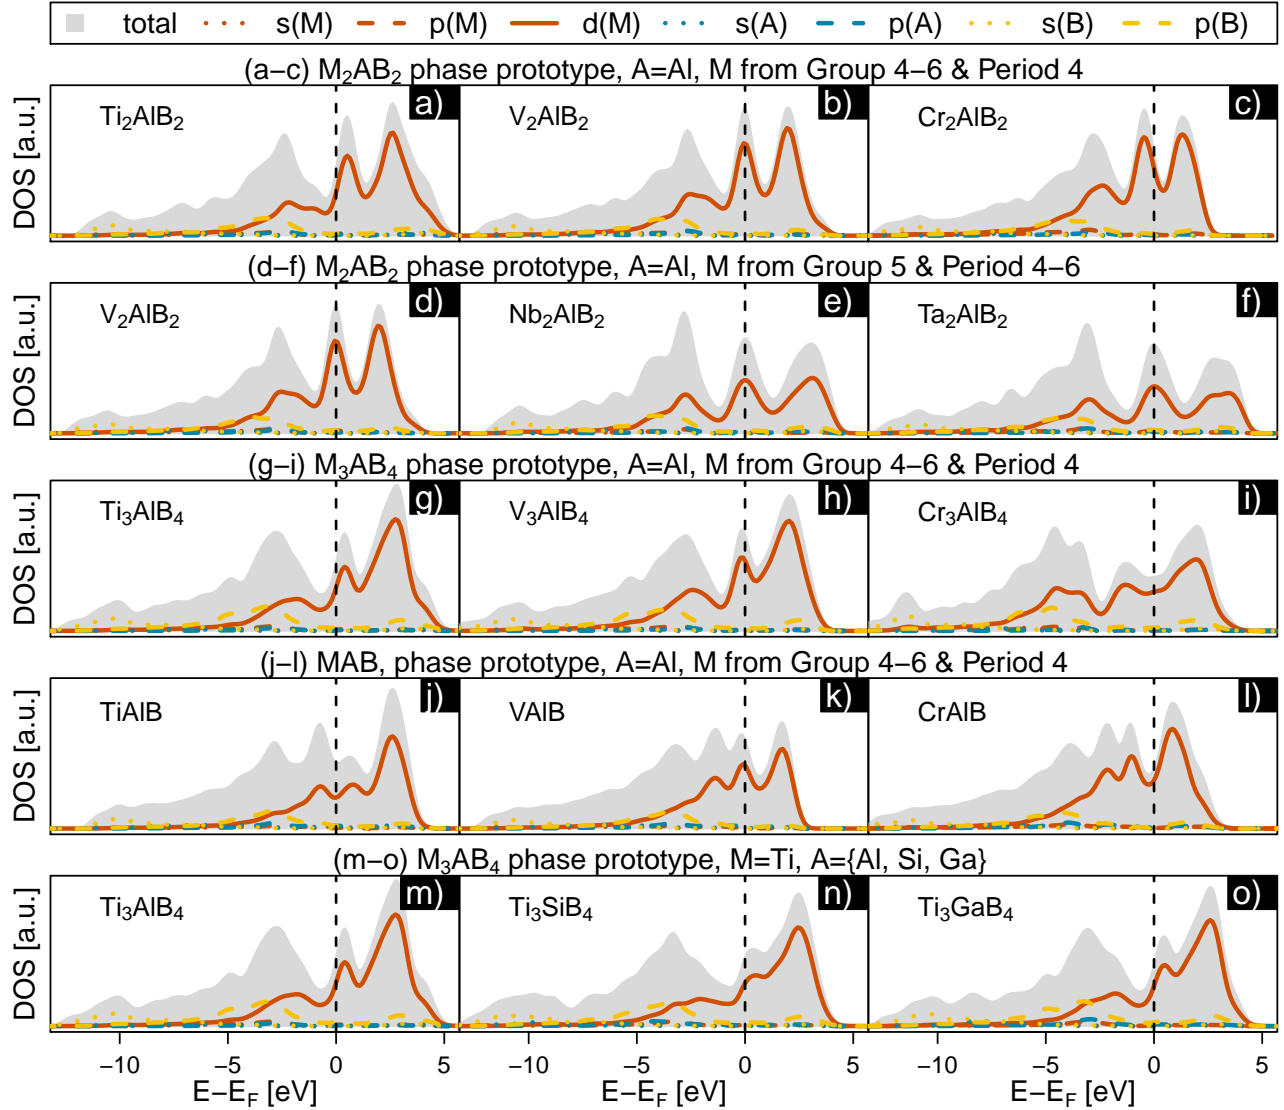 total s(M) p(M) d(M) s(A) p(A) s(B) p(B)
(a−c) M₂AB₂ phase prototype, A=Al, M from Group 4−6 & Period 4
DOS [a.u.]
Ti₂AlB₂ a)
V₂AlB₂ b)
Cr₂AlB₂ c)
(d−f) M₂AB₂ phase prototype, A=Al, M from Group 5 & Period 4−6
DOS [a.u.]
V₂AlB₂ d)
Nb₂AlB₂ e)
Ta₂AlB₂ f)
(g−i) M₃AB₄ phase prototype, A=Al, M from Group 4−6 & Period 4
DOS [a.u.]
Ti₃AlB₄ g)
V₃AlB₄ h)
Cr₃AlB₄ i)
(j−l) MAB, phase prototype, A=Al, M from Group 4−6 & Period 4
DOS [a.u.]
TiAlB j)
VAlB k)
CrAlB l)
(m−o) M₃AB₄ phase prototype, M=Ti, A={Al, Si, Ga}
DOS [a.u.]
Ti₃AlB₄ m)
Ti₃SiB₄ n)
Ti₃GaB₄ o)
−10 −5 0 5 −10 −5 0 5 −10 −5 0 5
E−E_F [eV] E−E_F [eV] E−E_F [eV]